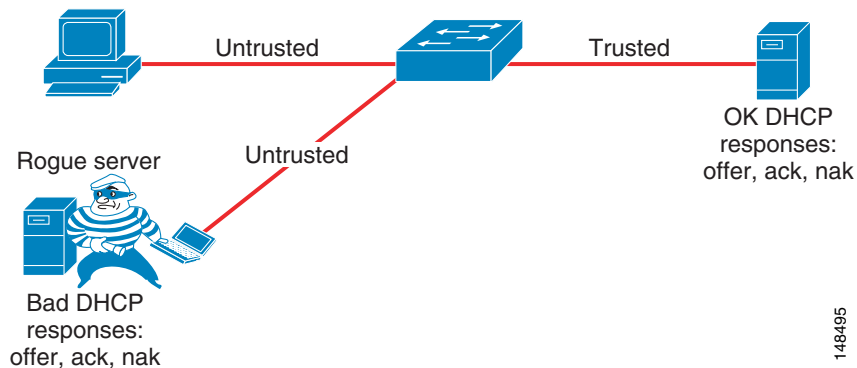 Untrusted
Trusted
OK DHCP
responses:
offer, ack, nak
Untrusted
Rogue server
Bad DHCP
responses:
offer, ack, nak
148495